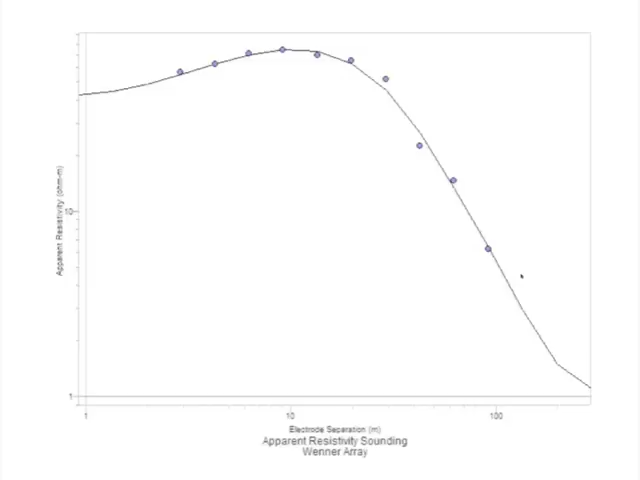 Apparent Resistivity (ohm-m)
10
1
1
10
100
Electrode Separation (m)
Apparent Resistivity Sounding
Wenner Array